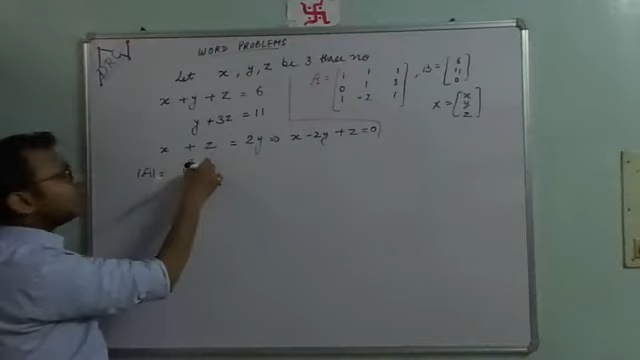 WORD PROBLEMS
Let x, y, z be 3 three no
x + y + z = 6
y + 3z = 11
x + z = 2y ⇒ x - 2y + z = 0
A = [1 1 1
0 1 3
1 -2 1], B = [6
11
0]
X = [x
y
z]
|A| =